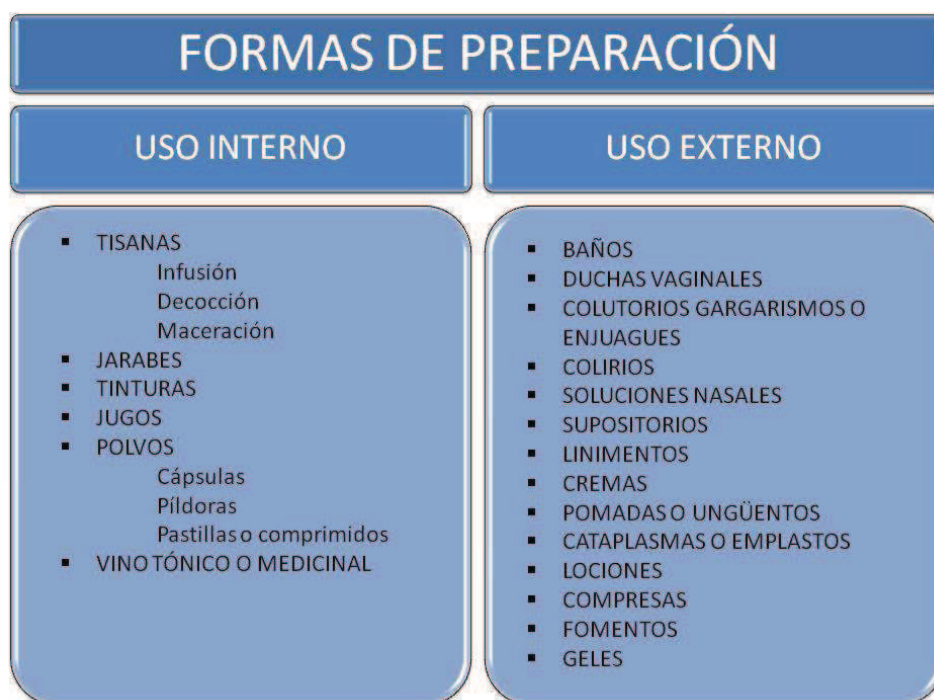 FORMAS DE PREPARACIÓN
USO INTERNO
▪ TISANAS
Infusión
Decocción
Maceración
▪ JARABES
▪ TINTURAS
▪ JUGOS
▪ POLVOS
Cápsulas
Píldoras
Pastillas o comprimidos
▪ VINO TÓNICO O MEDICINAL
USO EXTERNO
▪ BAÑOS
▪ DUCHAS VAGINALES
▪ COLUTORIOS GARGARISMOS O
ENJUAGUES
▪ COLIRIOS
▪ SOLUCIONES NASALES
▪ SUPOSITORIOS
▪ LINIMENTOS
▪ CREMAS
▪ POMADAS O UNGÜENTOS
▪ CATAPLASMAS O EMPLASTOS
▪ LOCIONES
▪ COMPRESAS
▪ FOMENTOS
▪ GELES